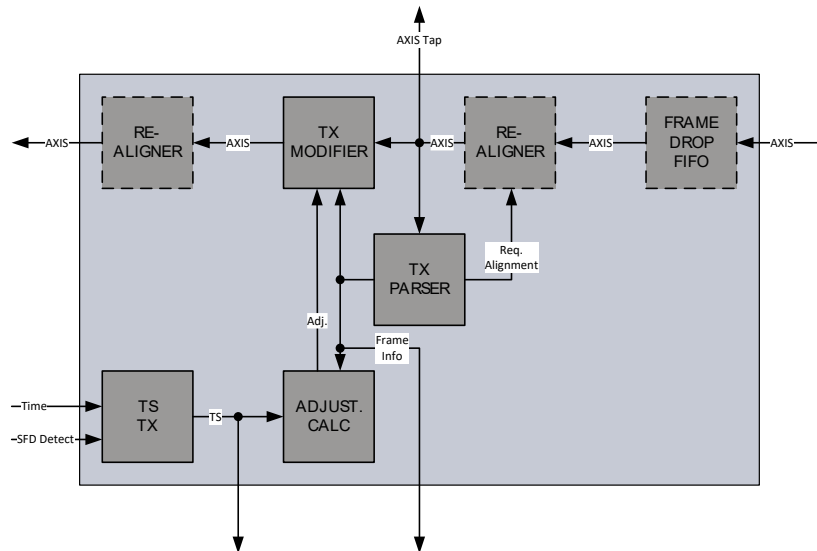 AXIS Tap
RE-
ALIGNER
TX
MODIFIER
RE-
ALIGNER
FRAME
DROP
FIFO
AXIS
AXIS
AXIS
AXIS
AXIS
TX
PARSER
Req.
Alignment
Adj.
Frame
Info
Time
SFD Detect
TS
TX
TS
ADJUST.
CALC